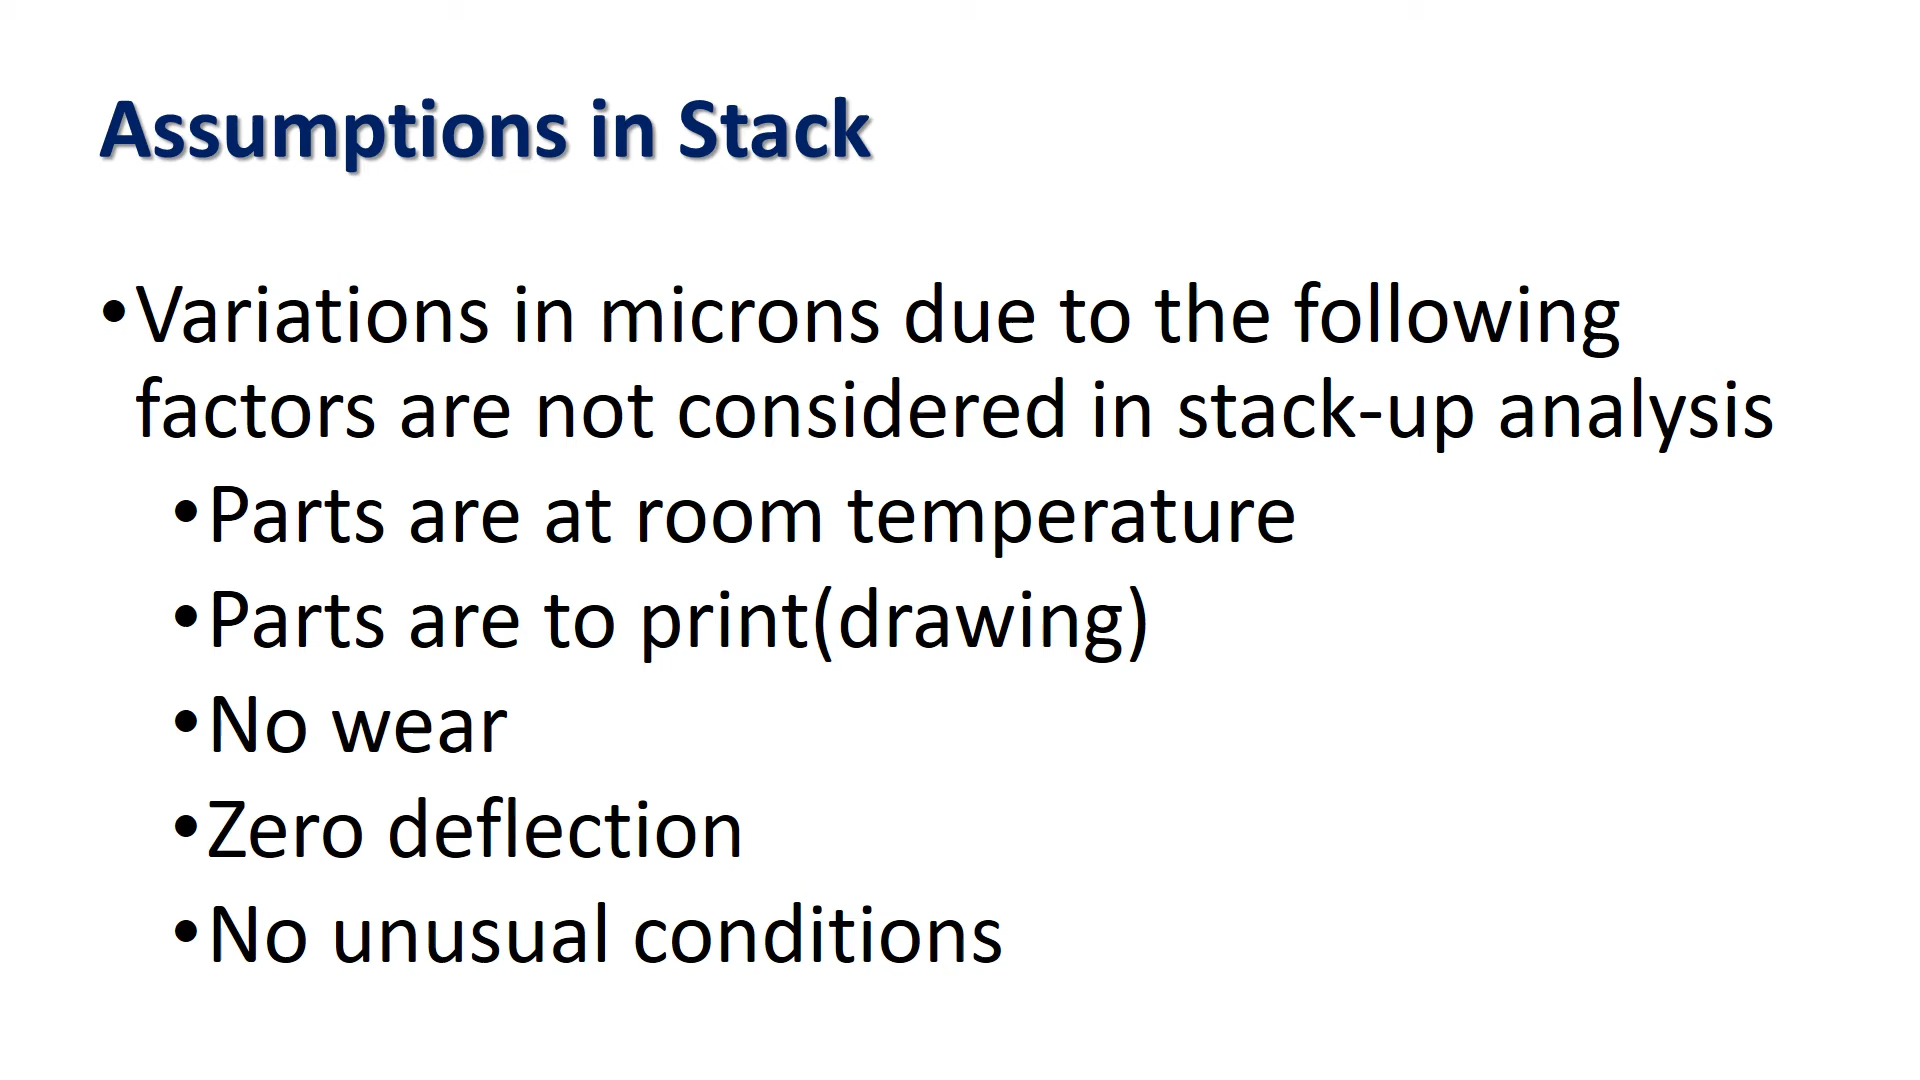 Assumptions in Stack
•Variations in microns due to the following
factors are not considered in stack-up analysis
•Parts are at room temperature
•Parts are to print(drawing)
•No wear
•Zero deflection
•No unusual conditions